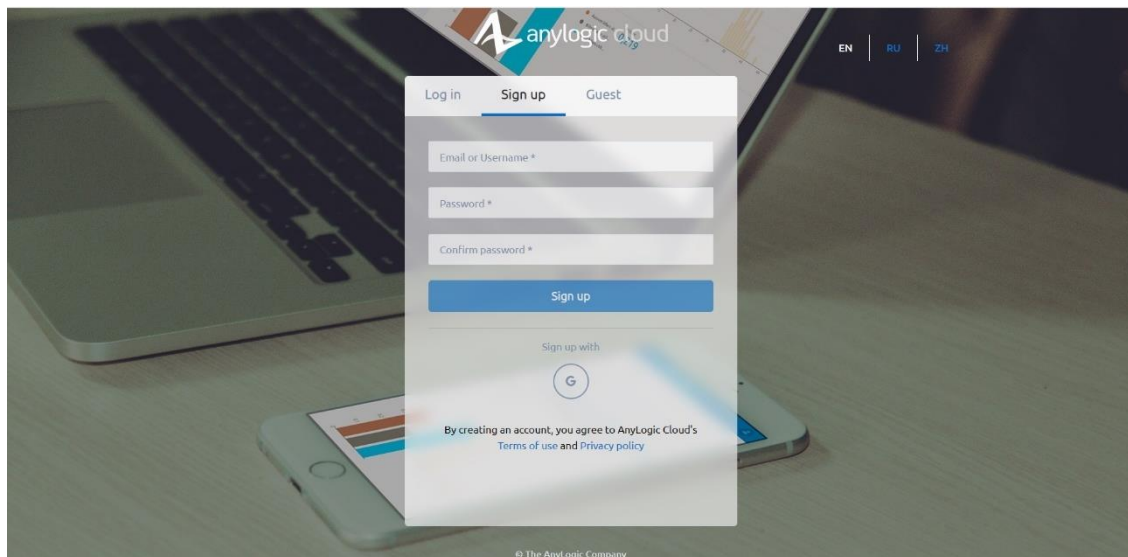 anylogic cloud
EN
RU
ZH
Log in
Sign up
Guest
Email or Username *
Password *
Confirm password *
Sign up
Sign up with
G
By creating an account, you agree to AnyLogic Cloud's
Terms of use and Privacy policy
© The AnyLogic Company